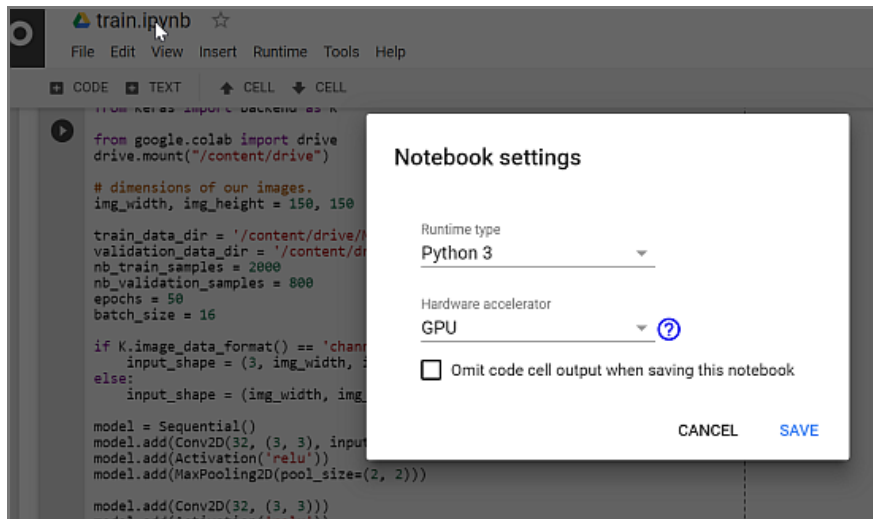 train.ipynb
File Edit View Insert Runtime Tools Help
CODE TEXT CELL CELL
from keras import backend as K
from google.colab import drive
drive.mount("/content/drive")
# dimensions of our images.
img_width, img_height = 150, 150
train_data_dir = '/content/drive/
validation_data_dir = '/content/dr
nb_train_samples = 2000
nb_validation_samples = 800
epochs = 50
batch_size = 16
if K.image_data_format() == 'chann
input_shape = (3, img_width,
else:
input_shape = (img_width, img_
model = Sequential()
model.add(Conv2D(32, (3, 3), input
model.add(Activation('relu'))
model.add(MaxPooling2D(pool_size=(2, 2)))
model.add(Conv2D(32, (3, 3)))
Notebook settings
Runtime type
Python 3
Hardware accelerator
GPU
?
Omit code cell output when saving this notebook
CANCEL SAVE